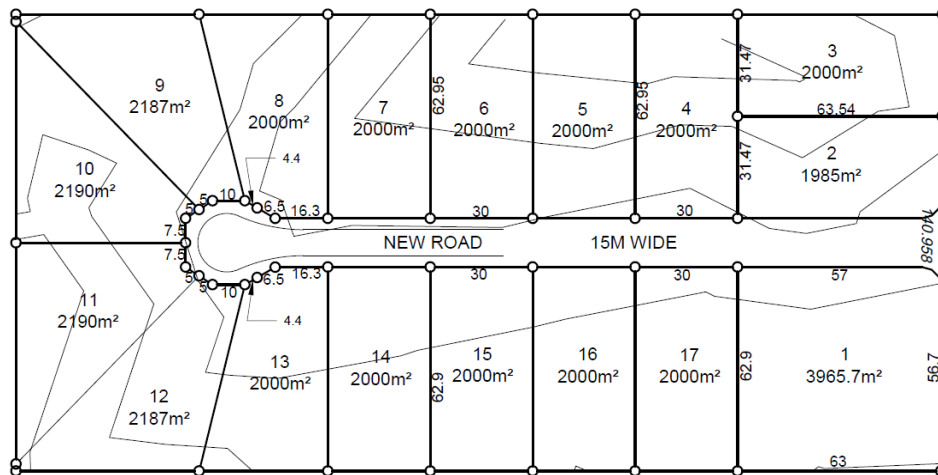 9
2187m²
8
2000m²
7
2000m²
62.95
6
2000m²
5
2000m²
62.95
4
2000m²
31.47
3
2000m²
63.54
31.47
2
1985m²
10
2190m²
4.4
5
5
10
6.5
16.3
30
30
7.5
NEW ROAD
15M WIDE
140.958
7.5
5
5
10
6.5
16.3
30
30
57
4.4
11
2190m²
12
2187m²
13
2000m²
14
2000m²
62.9
15
2000m²
16
2000m²
17
2000m²
62.9
1
3965.7m²
56.7
63